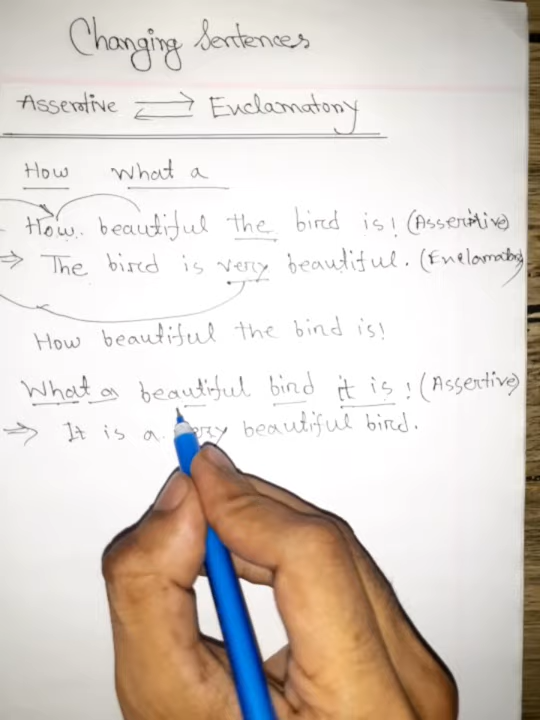 Changing Sentences
Assertive ⇌ Exclamatory
How What a
How beautiful the bird is! (Assertive)
⇒ The bird is very beautiful. (Exclamatory)
How beautiful the bird is!
What a beautiful bird it is! (Assertive)
⇒ It is a very beautiful bird.